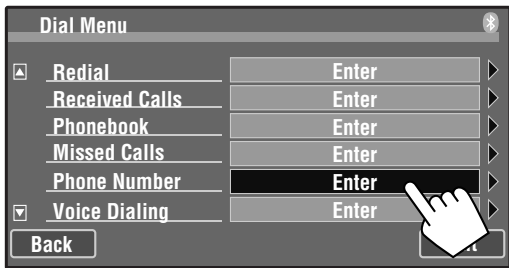 Dial Menu
Redial Enter
Received Calls Enter
Phonebook Enter
Missed Calls Enter
Phone Number Enter
Voice Dialing Enter
Back